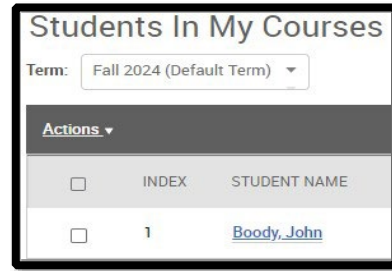 Students In My Courses
Term: Fall 2024 (Default Term)
Actions
INDEX STUDENT NAME
1 Boody, John